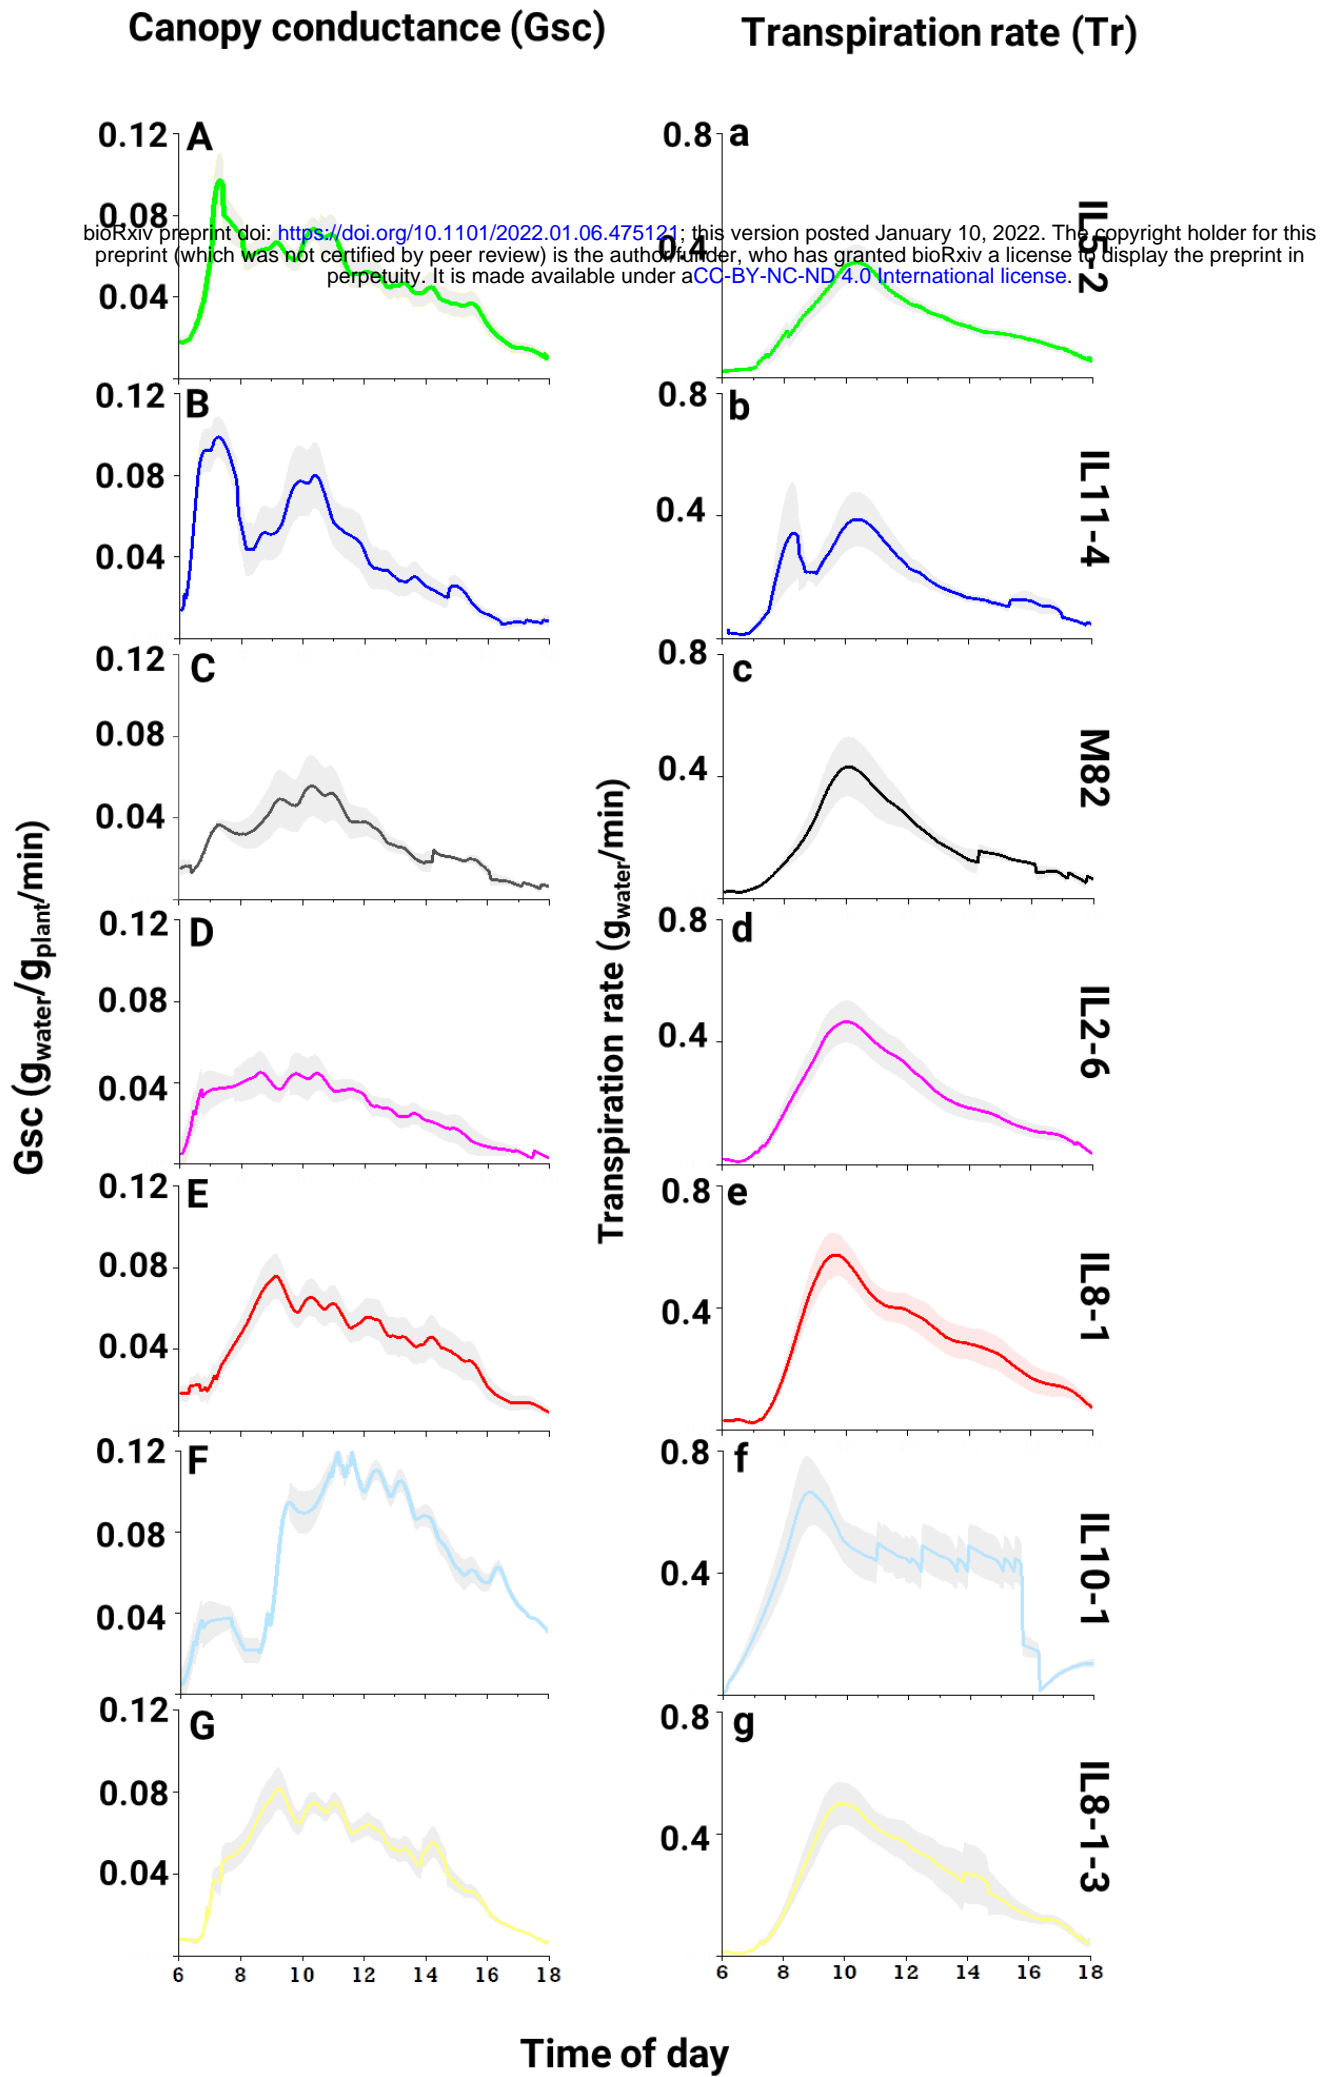 Canopy conductance (Gsc)
Transpiration rate (Tr)
0.12
A
0.8
a
0.08
0.4
IL5-2
bioRxiv preprint doi: https://doi.org/10.1101/2022.01.06.475121; this version posted January 10, 2022. The copyright holder for this
preprint (which was not certified by peer review) is the author/funder, who has granted bioRxiv a license to display the preprint in
perpetuity. It is made available under aCC-BY-NC-ND 4.0 International license.
0.04
0.12
B
0.8
b
0.08
0.4
IL11-4
0.04
0.12
C
0.8
c
0.08
0.4
M82
0.04
0.12
D
0.8
d
0.08
0.4
IL2-6
0.04
Gsc (gwater/gplant/min)
Transpiration rate (gwater/min)
0.12
E
0.8
e
0.08
0.4
IL8-1
0.04
0.12
F
0.8
f
0.08
0.4
IL10-1
0.04
0.12
G
0.8
g
0.08
0.4
IL8-1-3
0.04
6 8 10 12 14 16 18
6 8 10 12 14 16 18
Time of day